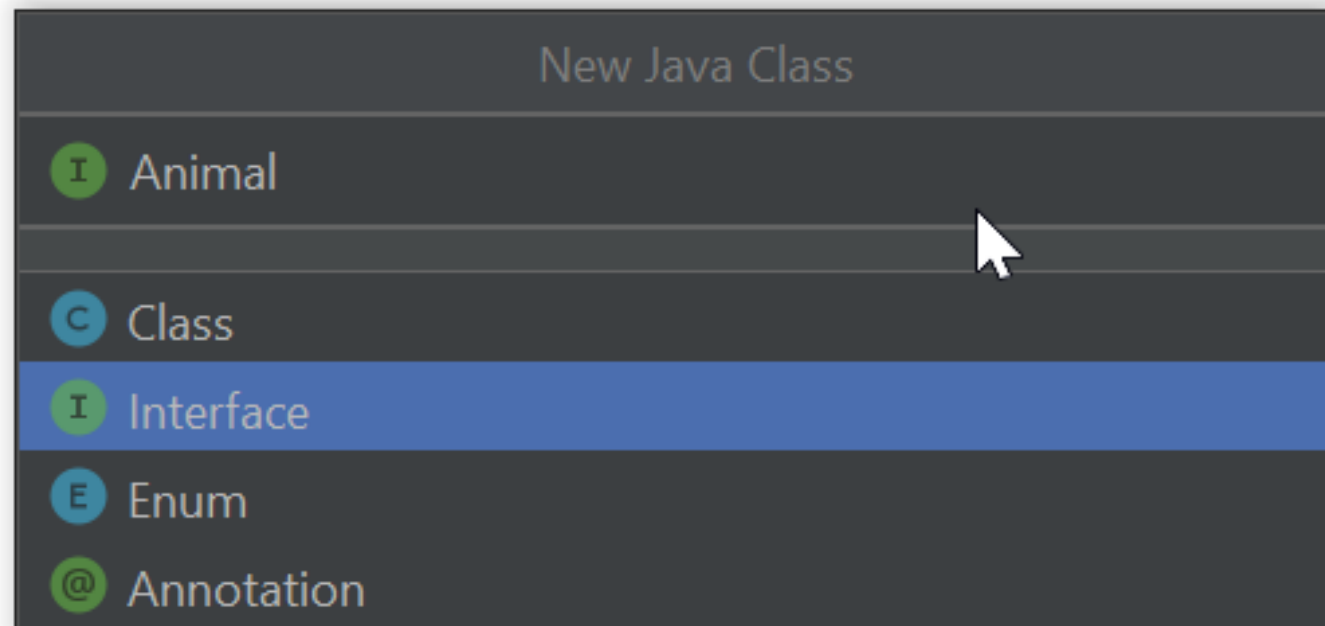 New Java Class
I Animal
C Class
I Interface
E Enum
@ Annotation